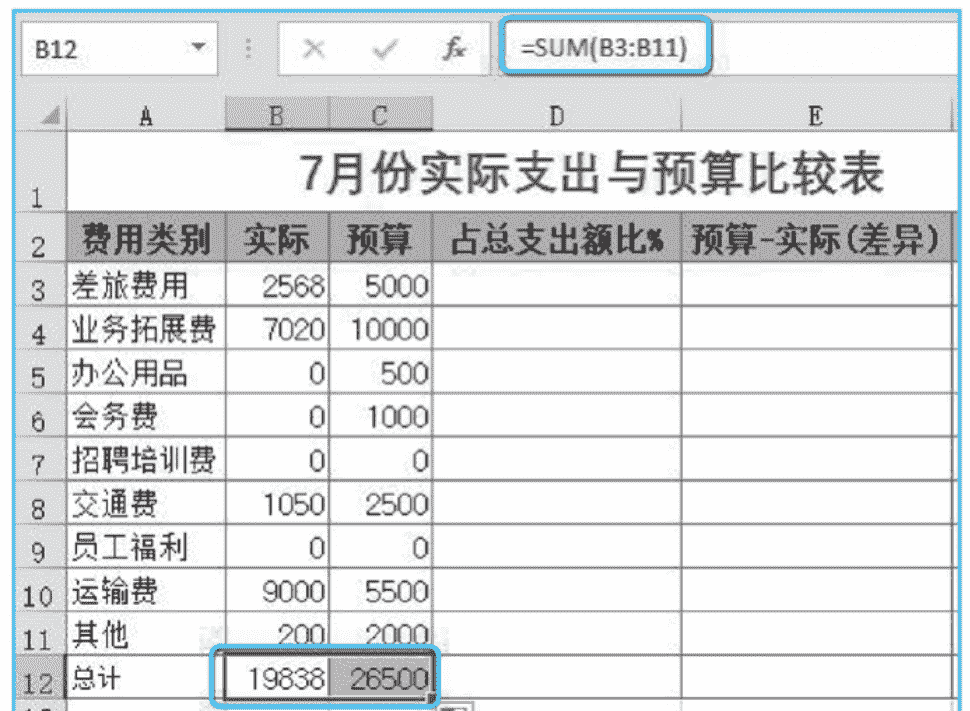 B12 fx =SUM(B3:B11)
A B C D E
1 7月份实际支出与预算比较表
2 费用类别 实际 预算 占总支出额比% 预算-实际(差异)
3 差旅费用 2568 5000
4 业务拓展费 7020 10000
5 办公用品 0 500
6 会务费 0 1000
7 招聘培训费 0 0
8 交通费 1050 2500
9 员工福利 0 0
10 运输费 9000 5500
11 其他 200 2000
12 总计 19838 26500